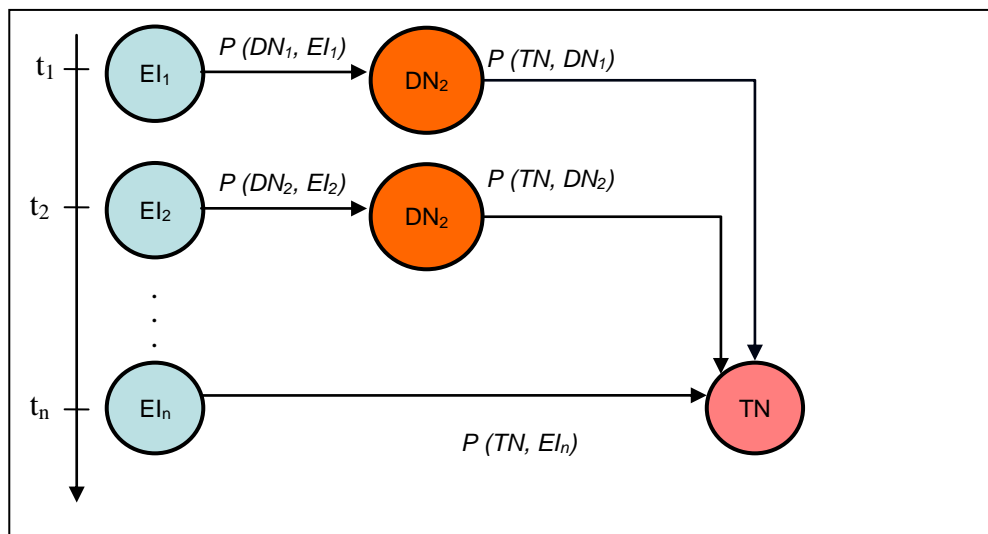 P (DN₁, EI₁)
P (TN, DN₁)
t₁
EI₁
DN₂
P (DN₂, EI₂)
P (TN, DN₂)
t₂
EI₂
DN₂
.
.
.
tₙ
EIₙ
TN
P (TN, EIₙ)